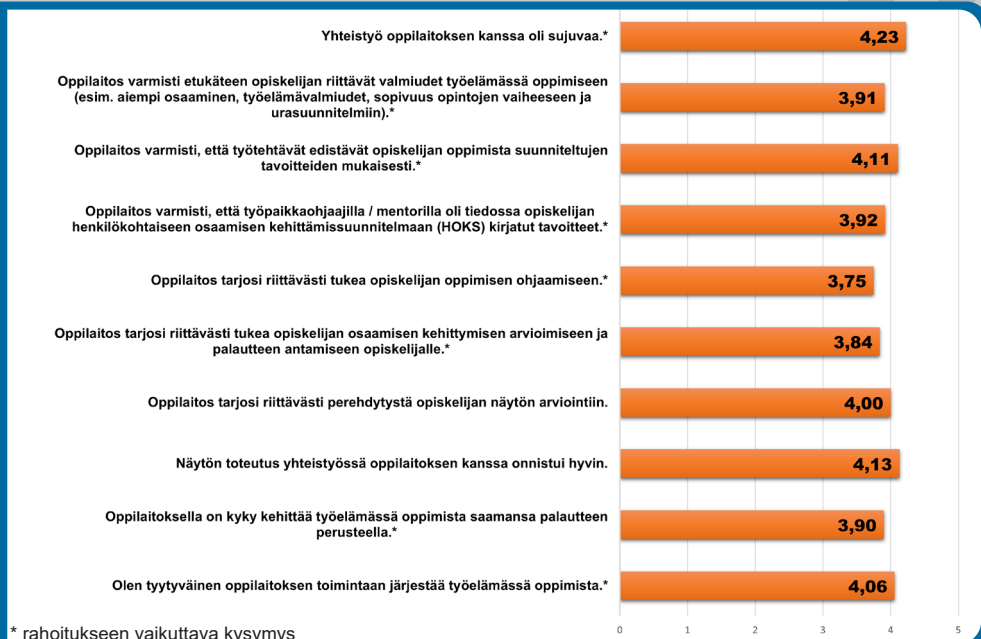 Yhteistyö oppilaitoksen kanssa oli sujuvaa.*
4,23
Oppilaitos varmisti etukäteen opiskelijan riittävät valmiudet työelämässä oppimiseen
(esim. aiempi osaaminen, työelämävalmiudet, sopivuus opintojen vaiheeseen ja
urasuunnitelmiin).*
3,91
Oppilaitos varmisti, että työtehtävät edistävät opiskelijan oppimista suunniteltujen
tavoitteiden mukaisesti.*
4,11
Oppilaitos varmisti, että työpaikkaohjaajilla / mentorilla oli tiedossa opiskelijan
henkilökohtaiseen osaamisen kehittämissuunnitelmaan (HOKS) kirjatut tavoitteet.*
3,92
Oppilaitos tarjosi riittävästi tukea opiskelijan oppimisen ohjaamiseen.*
3,75
Oppilaitos tarjosi riittävästi tukea opiskelijan osaamisen kehittymisen arvioimiseen ja
palautteen antamiseen opiskelijalle.*
3,84
Oppilaitos tarjosi riittävästi perehdytystä opiskelijan näytön arviointiin.
4,00
Näytön toteutus yhteistyössä oppilaitoksen kanssa onnistui hyvin.
4,13
Oppilaitoksella on kyky kehittää työelämässä oppimista saamansa palautteen
perusteella.*
3,90
Olen tyytyväinen oppilaitoksen toimintaan järjestää työelämässä oppimista.*
4,06
0 1 2 3 4 5
* rahoitukseen vaikuttava kysymys